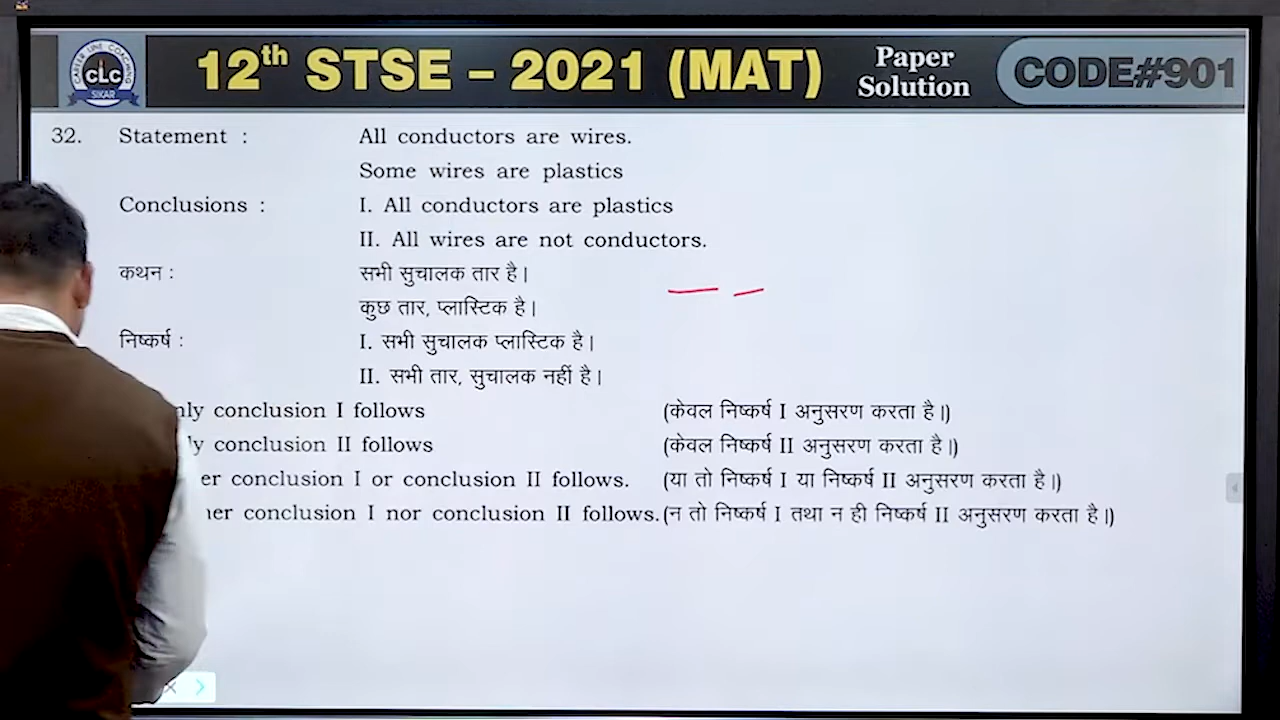 CAREER LINE COACHING
CLC
SIKAR
12th STSE – 2021 (MAT)
Paper Solution
CODE#901
32. Statement : All conductors are wires.
Some wires are plastics
Conclusions : I. All conductors are plastics
II. All wires are not conductors.
कथन : सभी सुचालक तार है।
कुछ तार, प्लास्टिक है।
निष्कर्ष : I. सभी सुचालक प्लास्टिक है।
II. सभी तार, सुचालक नहीं है।
conclusion I follows (केवल निष्कर्ष I अनुसरण करता है।)
conclusion II follows (केवल निष्कर्ष II अनुसरण करता है।)
conclusion I or conclusion II follows. (या तो निष्कर्ष I या निष्कर्ष II अनुसरण करता है।)
conclusion I nor conclusion II follows. (न तो निष्कर्ष I तथा न ही निष्कर्ष II अनुसरण करता है।)